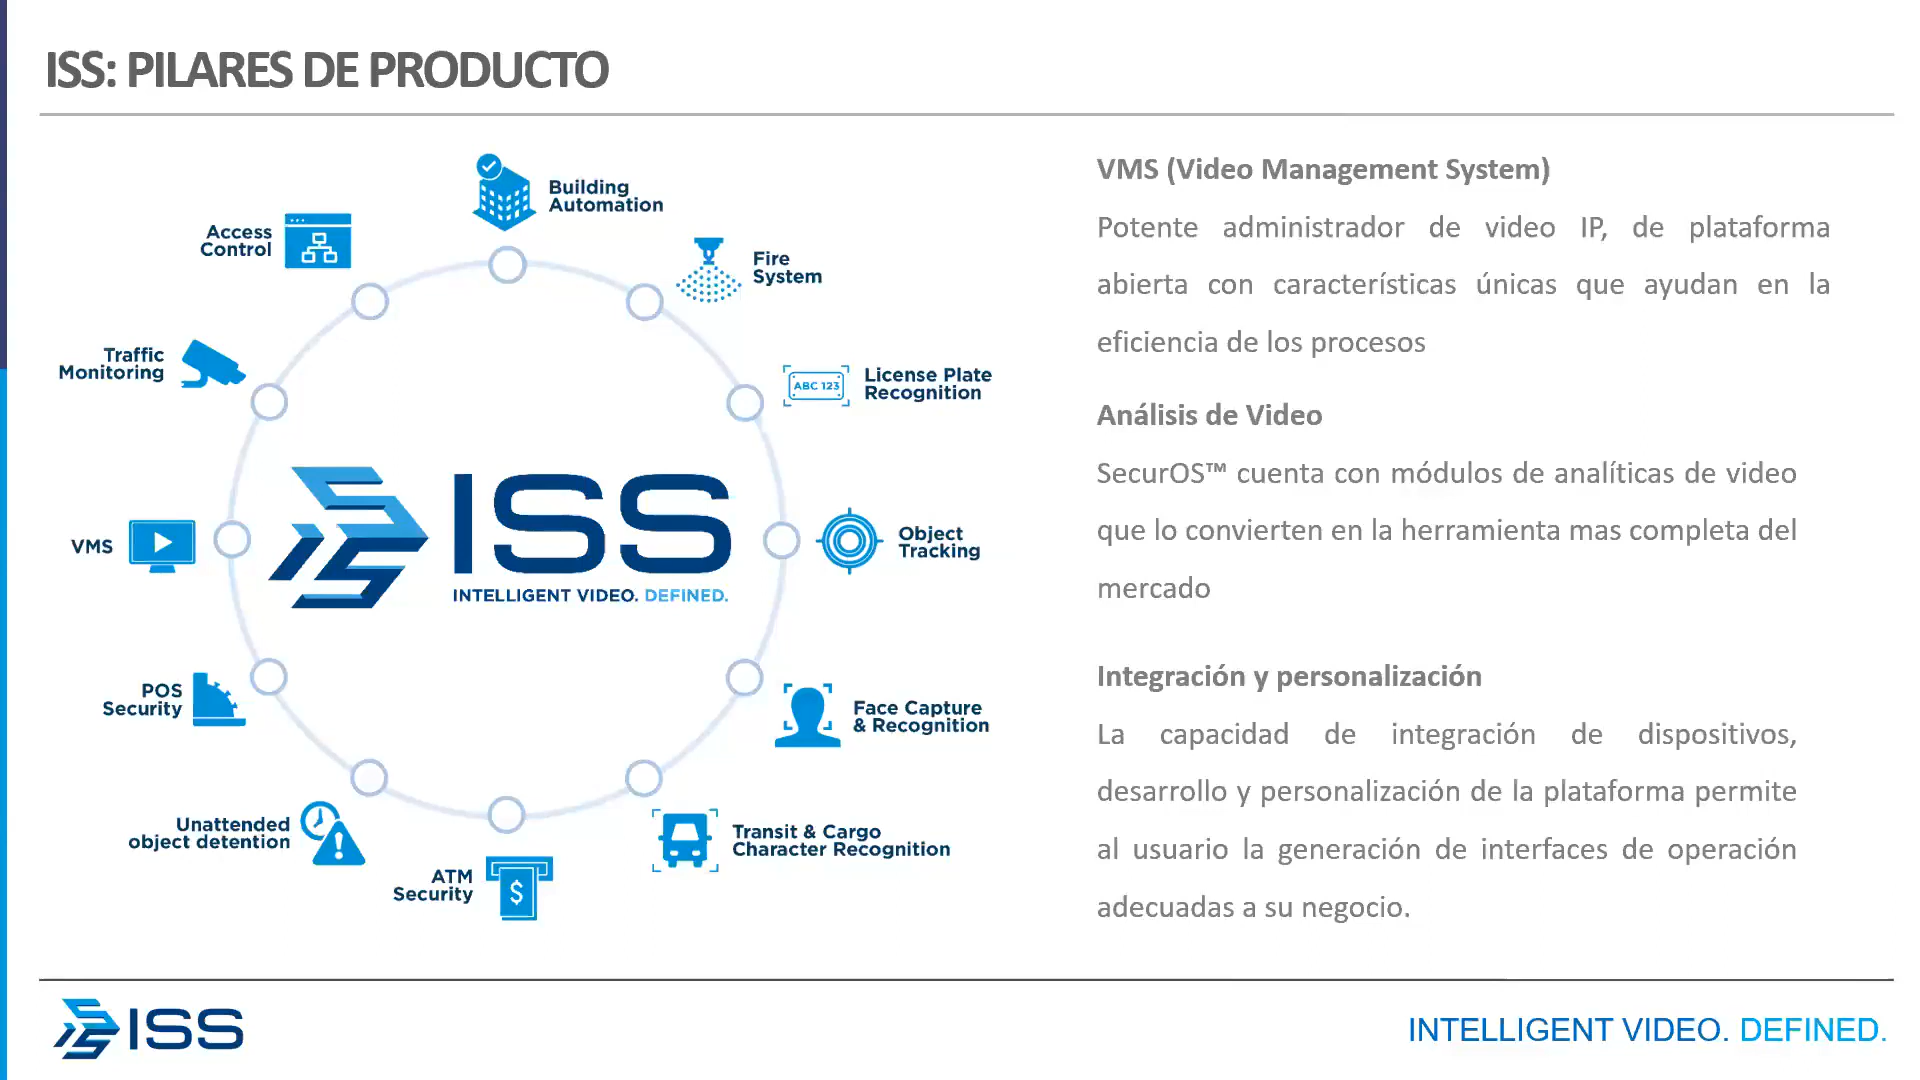 ISS: PILARES DE PRODUCTO
Building
Automation
Access
Control
Fire
System
Traffic
Monitoring
ABC 123
License Plate
Recognition
VMS
ISS
INTELLIGENT VIDEO. DEFINED.
Object
Tracking
POS
Security
Face Capture
& Recognition
Unattended
object detention
Transit & Cargo
Character Recognition
ATM
Security
$
VMS (Video Management System)
Potente administrador de video IP, de plataforma
abierta con características únicas que ayudan en la
eficiencia de los procesos
Análisis de Video
SecurOS™ cuenta con módulos de analíticas de video
que lo convierten en la herramienta mas completa del
mercado
Integración y personalización
La capacidad de integración de dispositivos,
desarrollo y personalización de la plataforma permite
al usuario la generación de interfaces de operación
adecuadas a su negocio.
ISS
INTELLIGENT VIDEO. DEFINED.